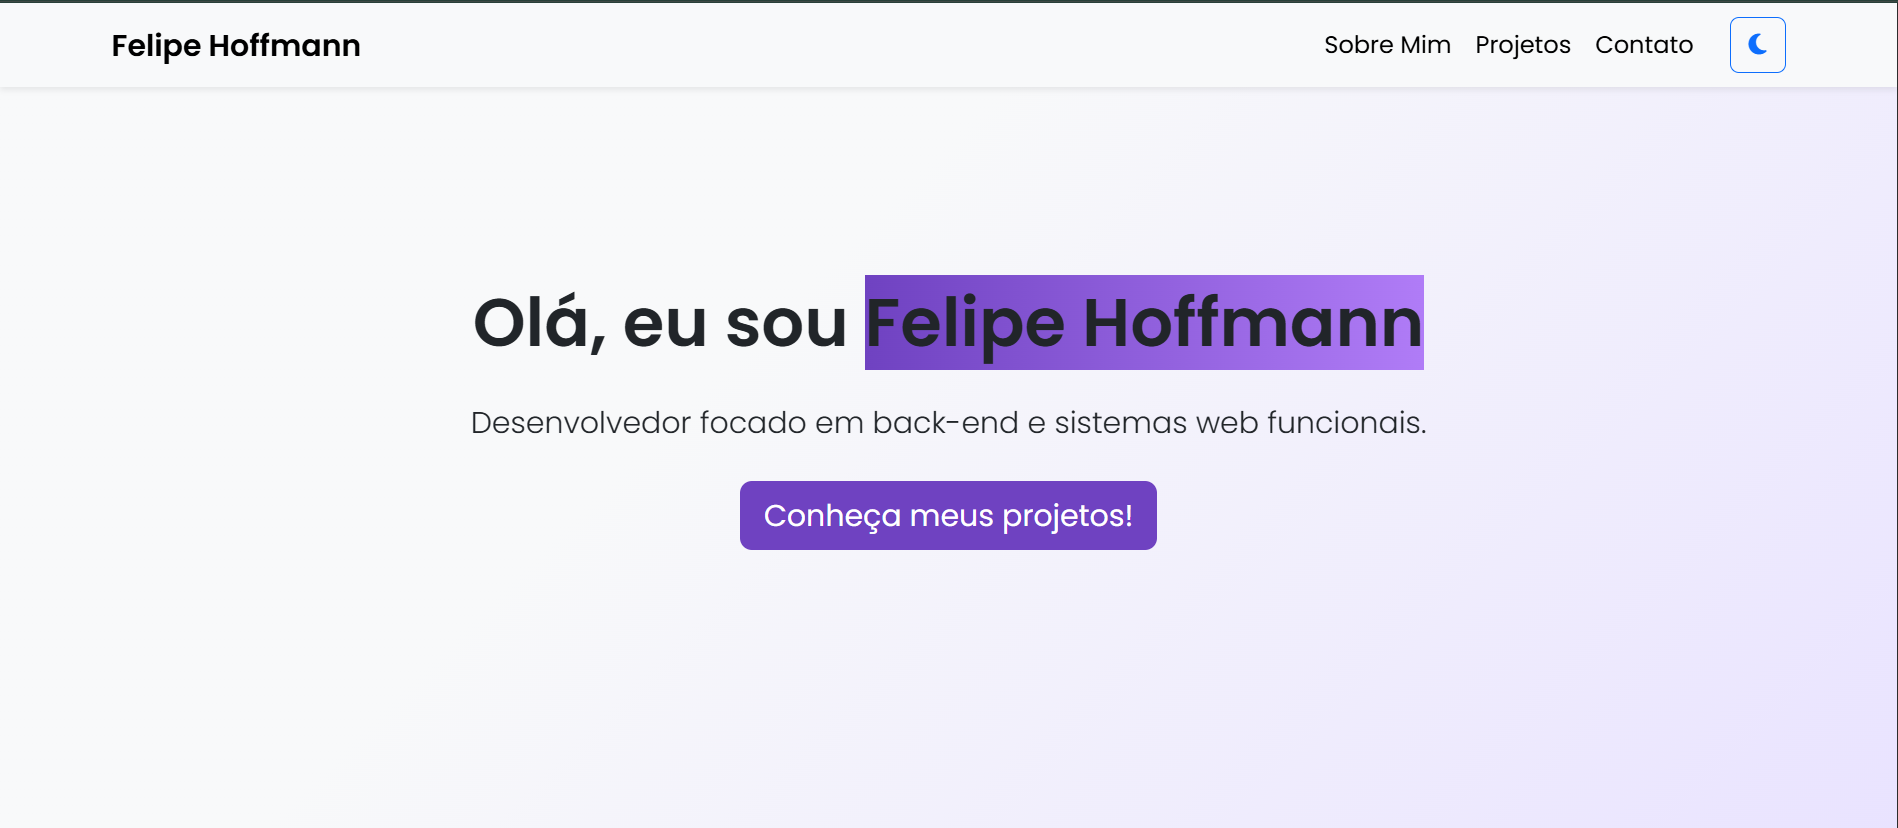 Felipe Hoffmann
Sobre Mim Projetos Contato
Olá, eu sou Felipe Hoffmann
Desenvolvedor focado em back-end e sistemas web funcionais.
Conheça meus projetos!